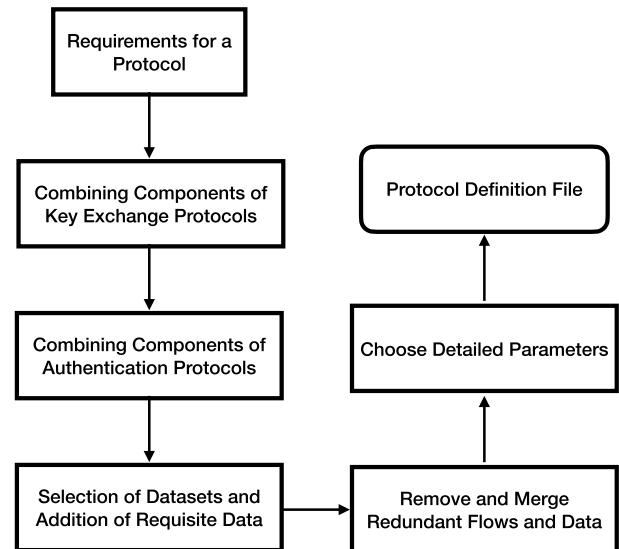 Requirements for a
Protocol
Combining Components of
Key Exchange Protocols
Combining Components of
Authentication Protocols
Selection of Datasets and
Addition of Requisite Data
Remove and Merge
Redundant Flows and Data
Choose Detailed Parameters
Protocol Definition File